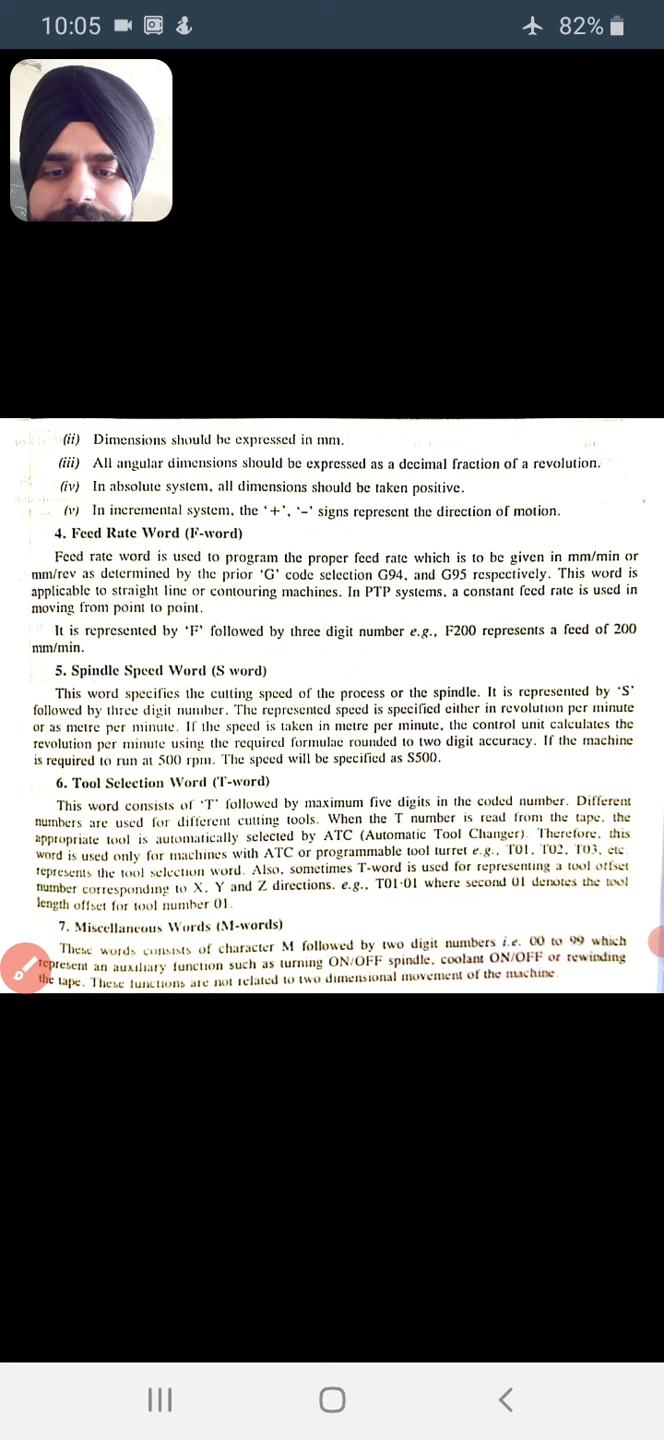 10:05
82%
(ii) Dimensions should be expressed in mm.
(iii) All angular dimensions should be expressed as a decimal fraction of a revolution.
(iv) In absolute system, all dimensions should be taken positive.
(v) In incremental system, the '+', '–' signs represent the direction of motion.
4. Feed Rate Word (F-word)
Feed rate word is used to program the proper feed rate which is to be given in mm/min or
mm/rev as determined by the prior 'G' code selection G94, and G95 respectively. This word is
applicable to straight line or contouring machines. In PTP systems, a constant feed rate is used in
moving from point to point.
It is represented by 'F' followed by three digit number e.g., F200 represents a feed of 200
mm/min.
5. Spindle Speed Word (S word)
This word specifies the cutting speed of the process or the spindle. It is represented by 'S'
followed by three digit number. The represented speed is specified either in revolution per minute
or as metre per minute. If the speed is taken in metre per minute, the control unit calculates the
revolution per minute using the required formulae rounded to two digit accuracy. If the machine
is required to run at 500 rpm. The speed will be specified as S500.
6. Tool Selection Word (T-word)
This word consists of 'T' followed by maximum five digits in the coded number. Different
numbers are used for different cutting tools. When the T number is read from the tape, the
appropriate tool is automatically selected by ATC (Automatic Tool Changer). Therefore, this
word is used only for machines with ATC or programmable tool turret e.g., T01, T02, T03, etc
represents the tool selection word. Also, sometimes T-word is used for representing a tool offset
number corresponding to X, Y and Z directions. e.g., T01·01 where second 01 denotes the tool
length offset for tool number 01.
7. Miscellaneous Words (M-words)
These words consists of character M followed by two digit numbers i.e. 00 to 99 which
represent an auxiliary function such as turning ON/OFF spindle, coolant ON/OFF or rewinding
the tape. These functions are not related to two dimensional movement of the machine.